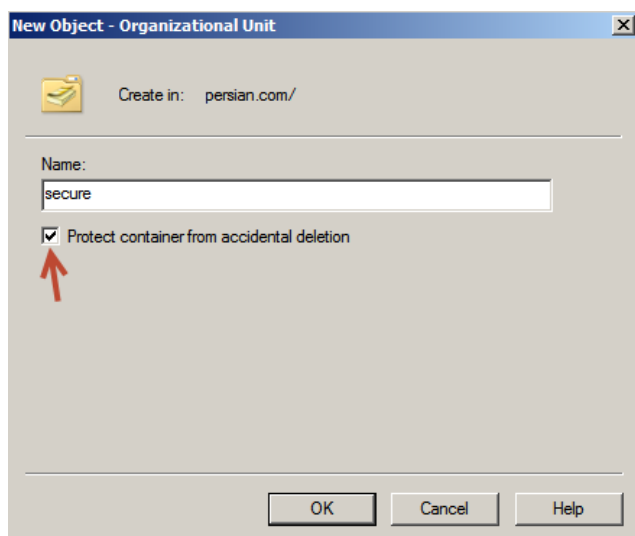 New Object - Organizational Unit
Create in: persian.com/
Name:
secure
Protect container from accidental deletion
OK Cancel Help